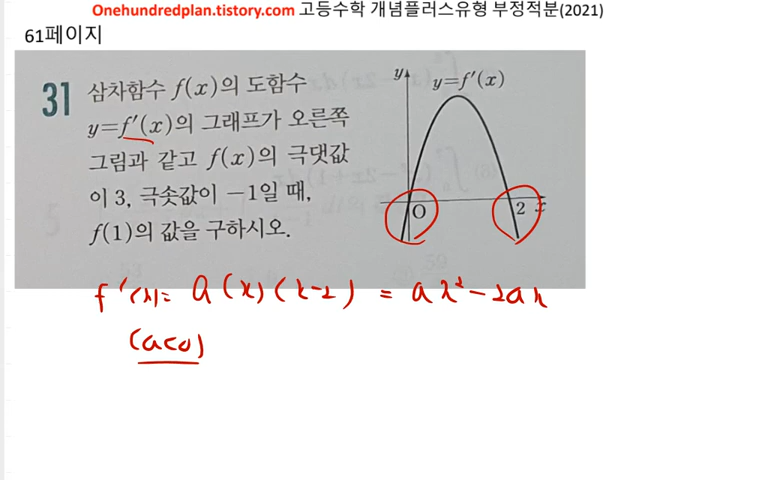 Onehundredplan.tistory.com 고등수학 개념플러스유형 부정적분(2021)
61페이지
31 삼차함수 f(x)의 도함수
y=f′(x)의 그래프가 오른쪽
그림과 같고 f(x)의 극댓값
이 3, 극솟값이 −1일 때,
f(1)의 값을 구하시오.
y
y=f′(x)
O
2
x
f′(x)= a(x)(x-2) = ax²-2ax
(a<0)